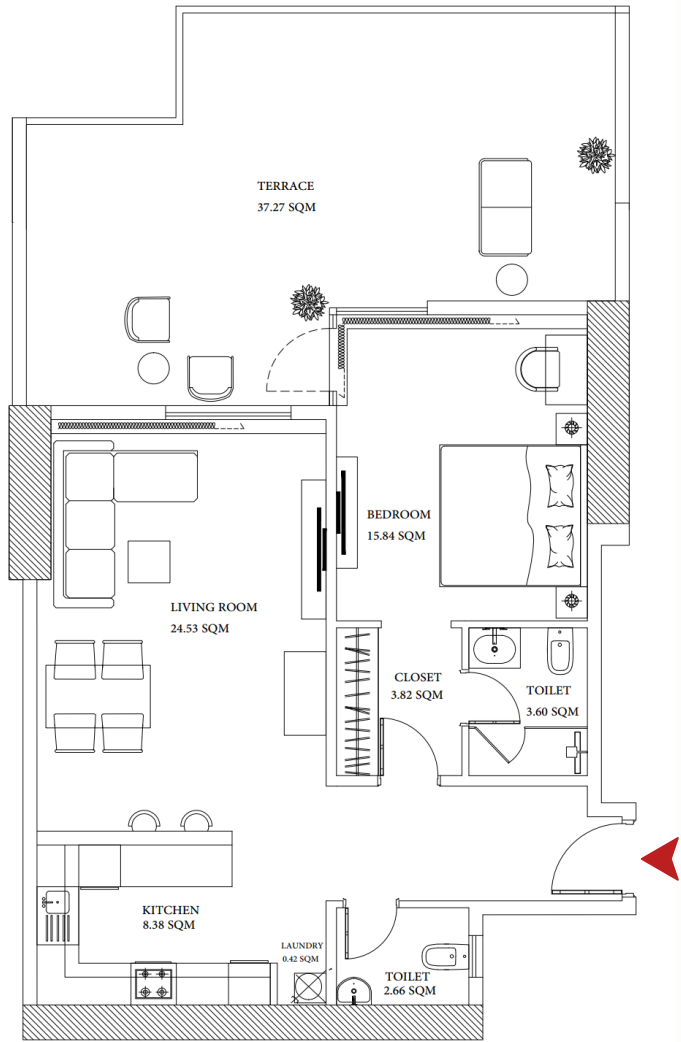 TERRACE
37.27 SQM
BEDROOM
15.84 SQM
LIVING ROOM
24.53 SQM
CLOSET
3.82 SQM
TOILET
3.60 SQM
KITCHEN
8.38 SQM
LAUNDRY
0.42 SQM
TOILET
2.66 SQM